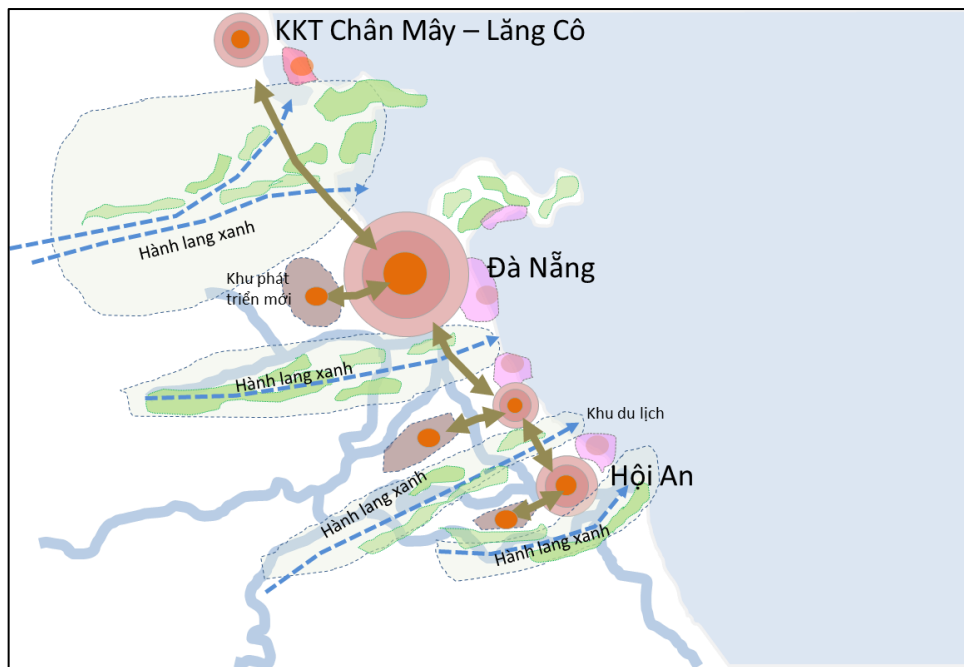 KKT Chân Mây – Lăng Cô
Hành lang xanh
Đà Nẵng
Khu phát
triển mới
Hành lang xanh
Khu du lịch
Hội An
Hành lang xanh
Hành lang xanh